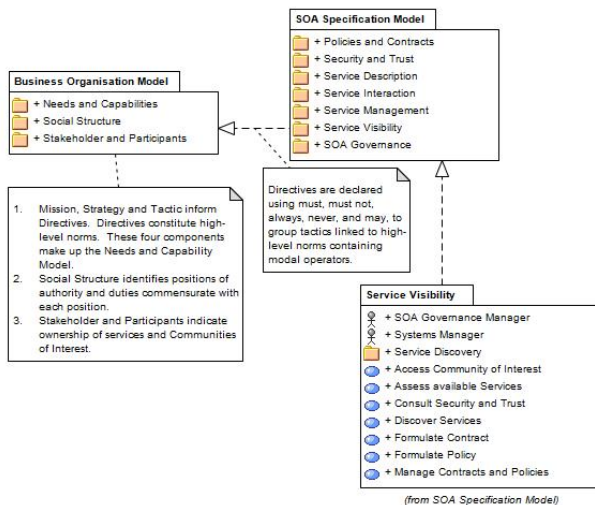 SOA Specification Model
+ Policies and Contracts
+ Security and Trust
+ Service Description
+ Service Interaction
+ Service Management
+ Service Visibility
+ SOA Governance
Business Organisation Model
+ Needs and Capabilities
+ Social Structure
+ Stakeholder and Participants
1. Mission, Strategy and Tactic inform
Directives. Directives constitute high-
level norms. These four components
make up the Needs and Capability
Model.
2. Social Structure identifies positions of
authority and duties commensurate with
each position.
3. Stakeholder and Participants indicate
ownership of services and Communities
of Interest.
Directives are declared
using must, must not,
always, never, and may, to
group tactics linked to high-
level norms containing
modal operators.
Service Visibility
+ SOA Governance Manager
+ Systems Manager
+ Service Discovery
+ Access Community of Interest
+ Assess available Services
+ Consult Security and Trust
+ Discover Services
+ Formulate Contract
+ Formulate Policy
+ Manage Contracts and Policies
(from SOA Specification Model)